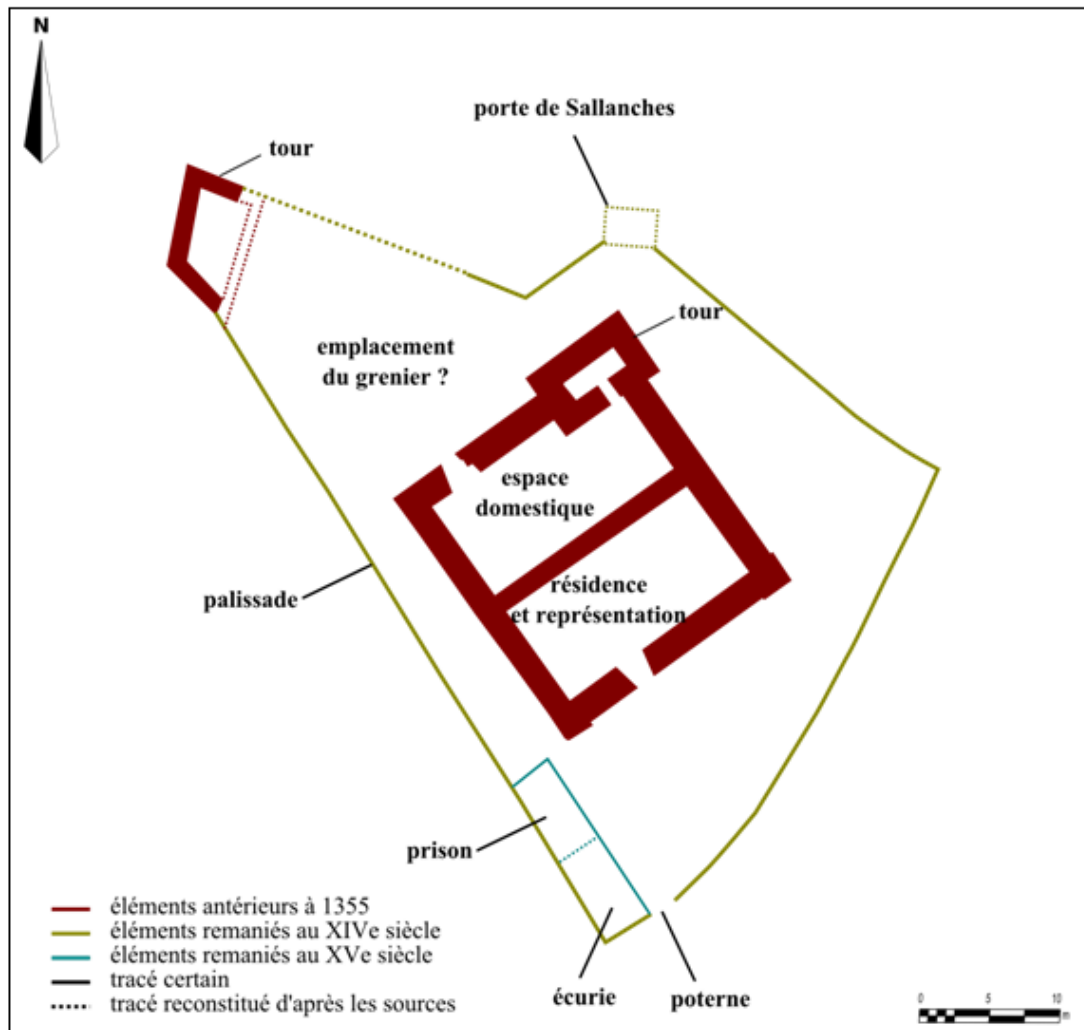 N
porte de Sallanches
tour
tour
emplacement
du grenier ?
espace
domestique
résidence
et représentation
palissade
prison
éléments antérieurs à 1355
éléments remaniés au XIVe siècle
éléments remaniés au XVe siècle
tracé certain
tracé reconstitué d'après les sources
écurie
poterne
0 5 10
m